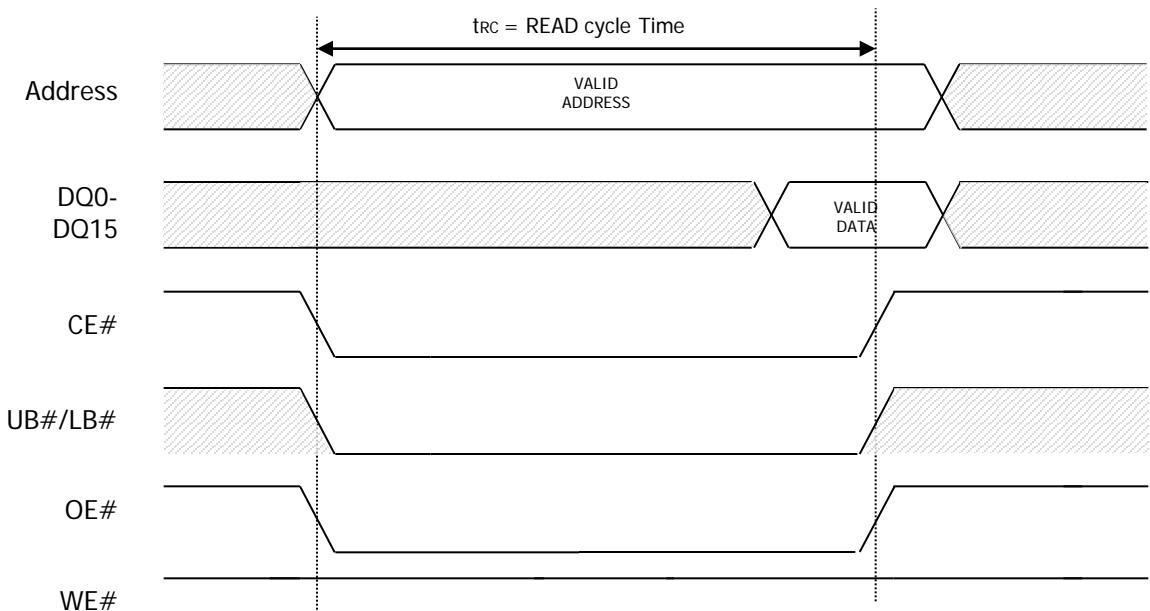 tRC = READ cycle Time
Address
VALID
ADDRESS
DQ0-
DQ15
VALID
DATA
CE#
UB#/LB#
OE#
WE#